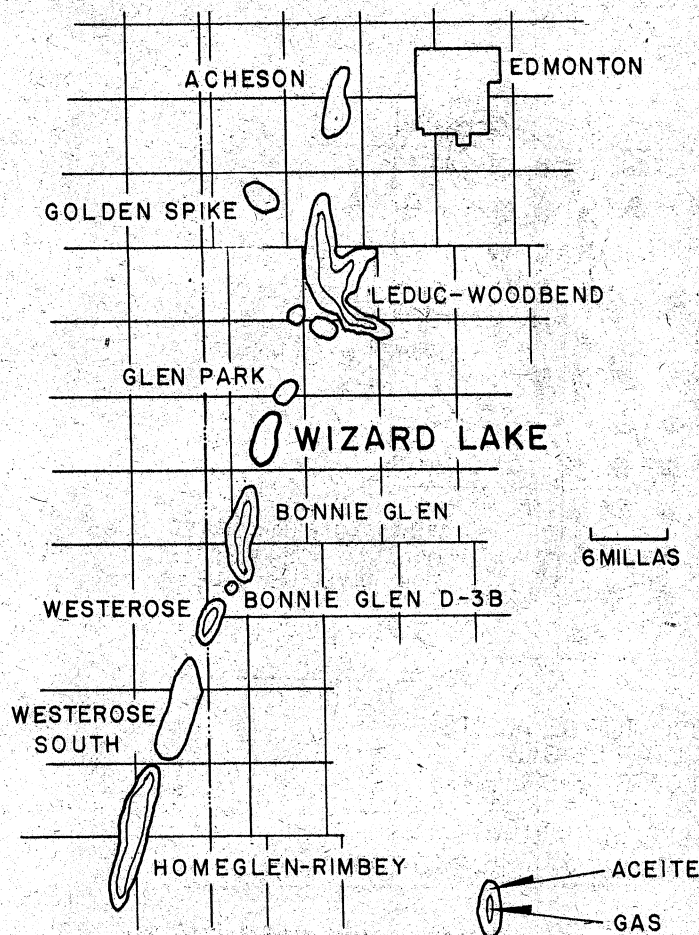 ACHESON
EDMONTON
GOLDEN SPIKE
LEDUC-WOODBEND
GLEN PARK
WIZARD LAKE
BONNIE GLEN
6 MILLAS
WESTEROSE
BONNIE GLEN D-3B
WESTEROSE
SOUTH
HOMEGLEN-RIMBEY
ACEITE
GAS